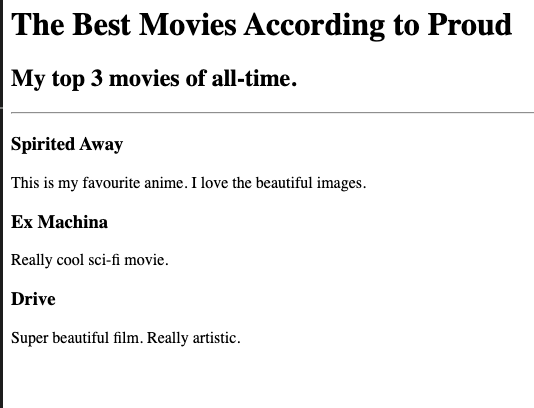 The Best Movies According to Proud
My top 3 movies of all-time.
Spirited Away
This is my favourite anime. I love the beautiful images.
Ex Machina
Really cool sci-fi movie.
Drive
Super beautiful film. Really artistic.